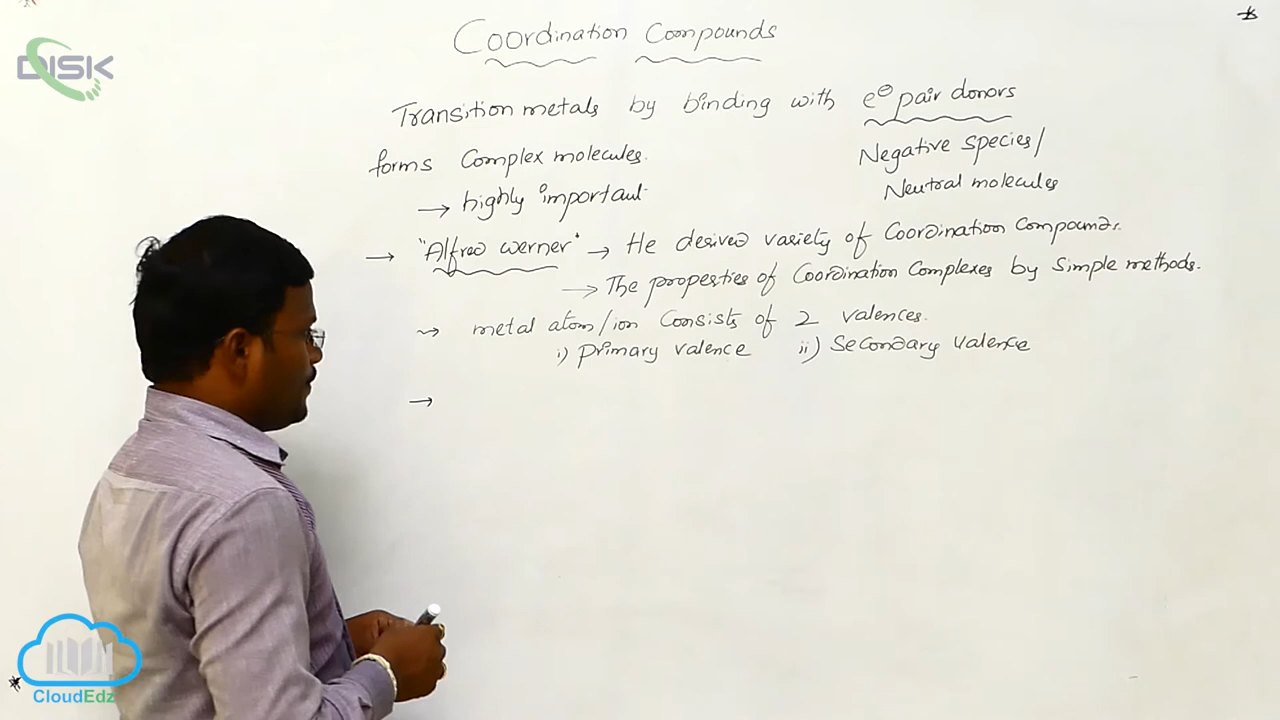 Coordination Compounds
DISK
Transition metals by binding with e⊖ pair donors
forms Complex molecules.
Negative species/
Neutral molecules
→ highly important
→ "Alfred werner" → He desived variety of Coordination Compounds.
→ The properties of Coordination Complexes by Simple methods.
⇝ metal atom/ion Consists of 2 valences.
i) primary valence ii) Secondary valence
→
CloudEdz